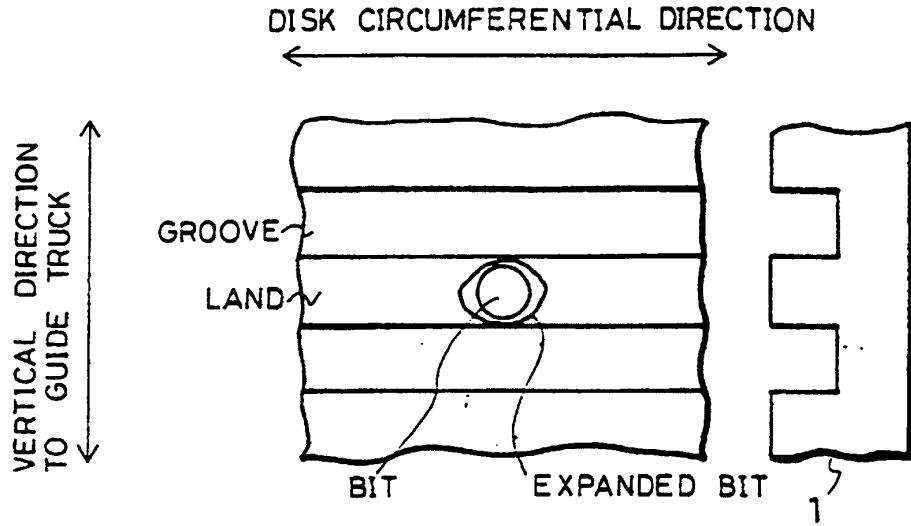 DISK CIRCUMFERENTIAL DIRECTION
VERTICAL DIRECTION
TO GUIDE TRUCK
GROOVE
LAND
BIT
EXPANDED BIT
1